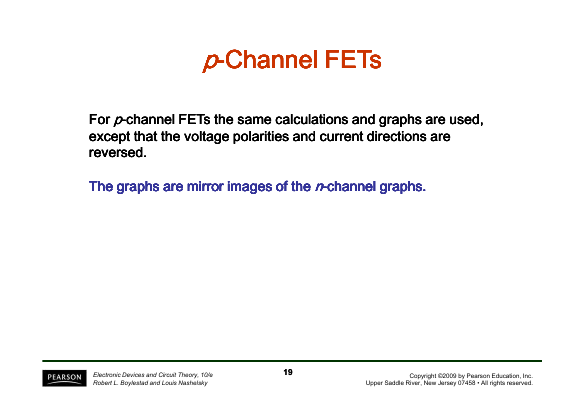 p-Channel FETs
For p-channel FETs the same calculations and graphs are used,
except that the voltage polarities and current directions are
reversed.
The graphs are mirror images of the n-channel graphs.
PEARSON
Electronic Devices and Circuit Theory, 10/e
Robert L. Boylestad and Louis Nashelsky
19
Copyright ©2009 by Pearson Education, Inc.
Upper Saddle River, New Jersey 07458 • All rights reserved.